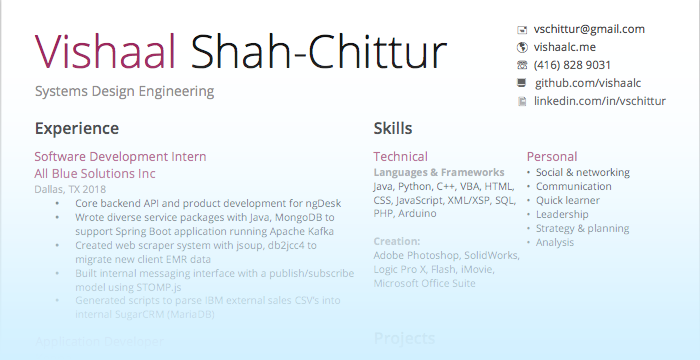 Vishaal Shah-Chittur
Systems Design Engineering
vschittur@gmail.com
vishaalc.me
(416) 828 9031
github.com/vishaalc
linkedin.com/in/vschittur
Experience
Software Development Intern
All Blue Solutions Inc
Dallas, TX 2018
• Core backend API and product development for ngDesk
• Wrote diverse service packages with Java, MongoDB to
support Spring Boot application running Apache Kafka
• Created web scraper system with jsoup, db2jcc4 to
migrate new client EMR data
• Built internal messaging interface with a publish/subscribe
model using STOMP.js
• Generated scripts to parse IBM external sales CSV's into
internal SugarCRM (MariaDB)
Application Developer
Skills
Technical
Languages & Frameworks
Java, Python, C++, VBA, HTML,
CSS, JavaScript, XML/XSP, SQL,
PHP, Arduino
Creation:
Adobe Photoshop, SolidWorks,
Logic Pro X, Flash, iMovie,
Microsoft Office Suite
Personal
• Social & networking
• Communication
• Quick learner
• Leadership
• Strategy & planning
• Analysis
Projects